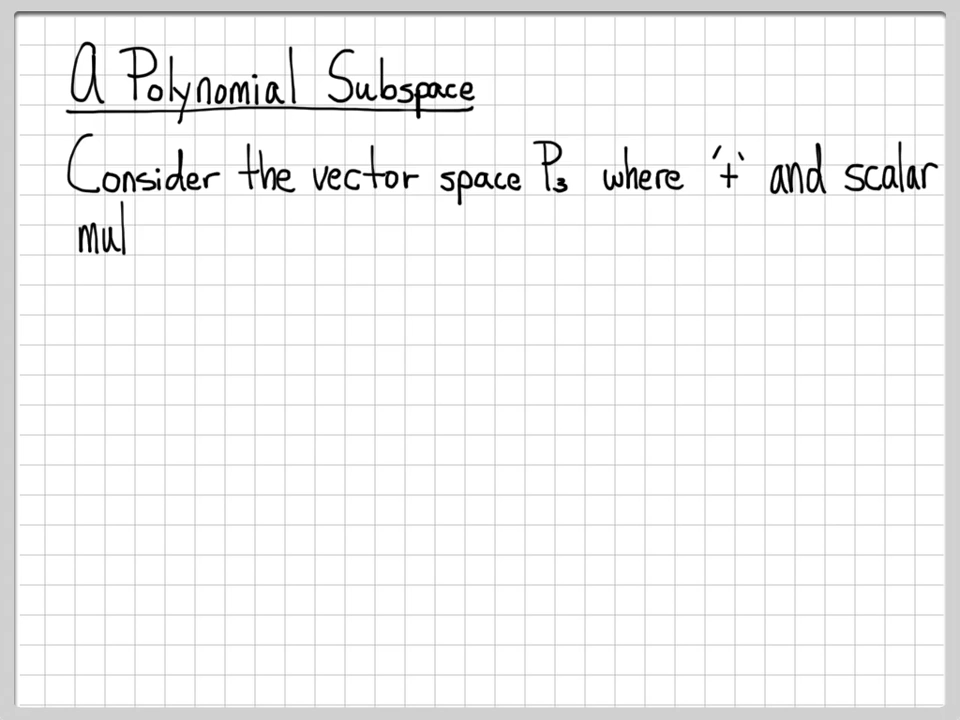 A Polynomial Subspace
Consider the vector space P₃ where '+' and scalar
mul